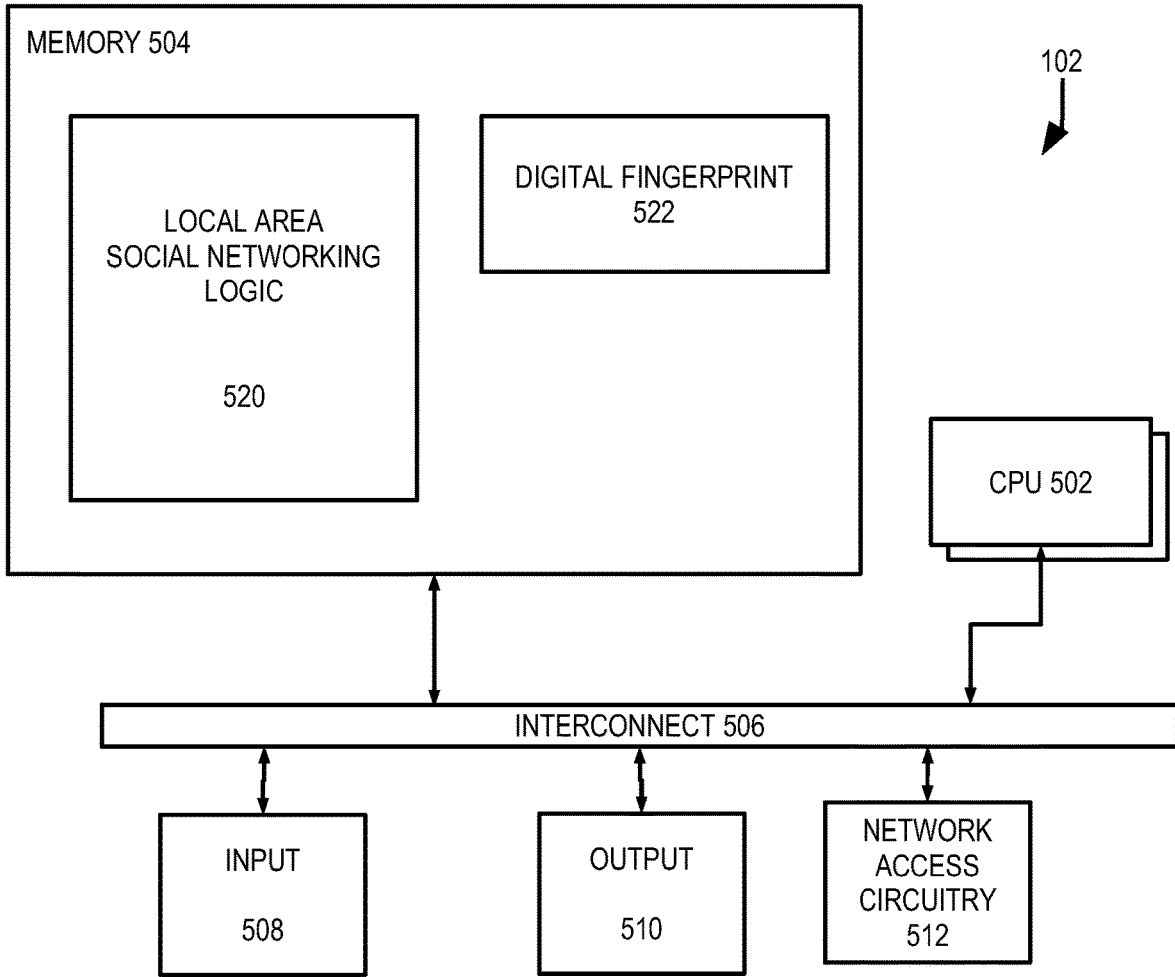 MEMORY 504
102
LOCAL AREA
SOCIAL NETWORKING
LOGIC
520
DIGITAL FINGERPRINT
522
CPU 502
INTERCONNECT 506
INPUT
508
OUTPUT
510
NETWORK
ACCESS
CIRCUITRY
512